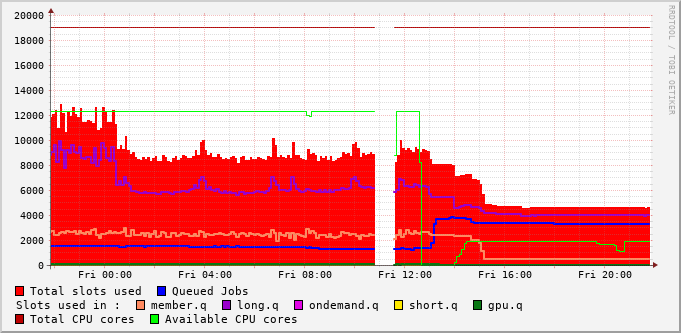 20000
18000
16000
14000
12000
10000
8000
6000
4000
2000
0
Fri 00:00 Fri 04:00 Fri 08:00 Fri 12:00 Fri 16:00 Fri 20:00
RRDTOOL / TOBI OETIKER
Total slots used Queued Jobs
Slots used in : member.q long.q ondemand.q short.q gpu.q
Total CPU cores Available CPU cores